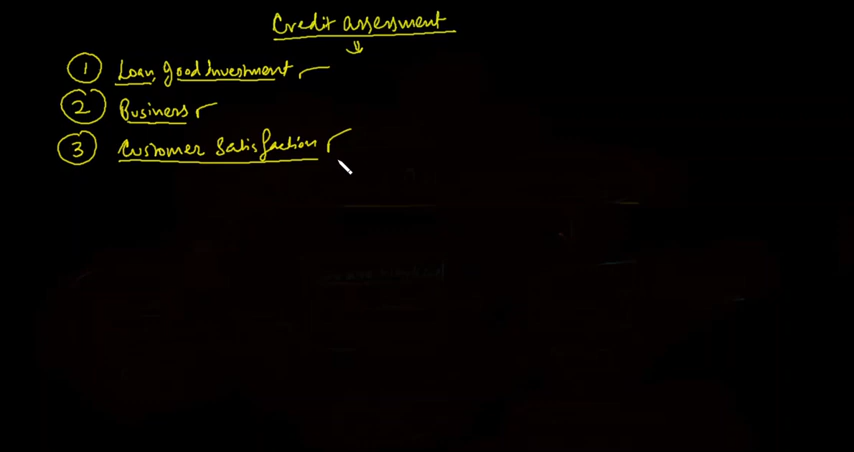 Credit assessment
1 Loan, good Investment
2 Business
3 Customer Satisfaction